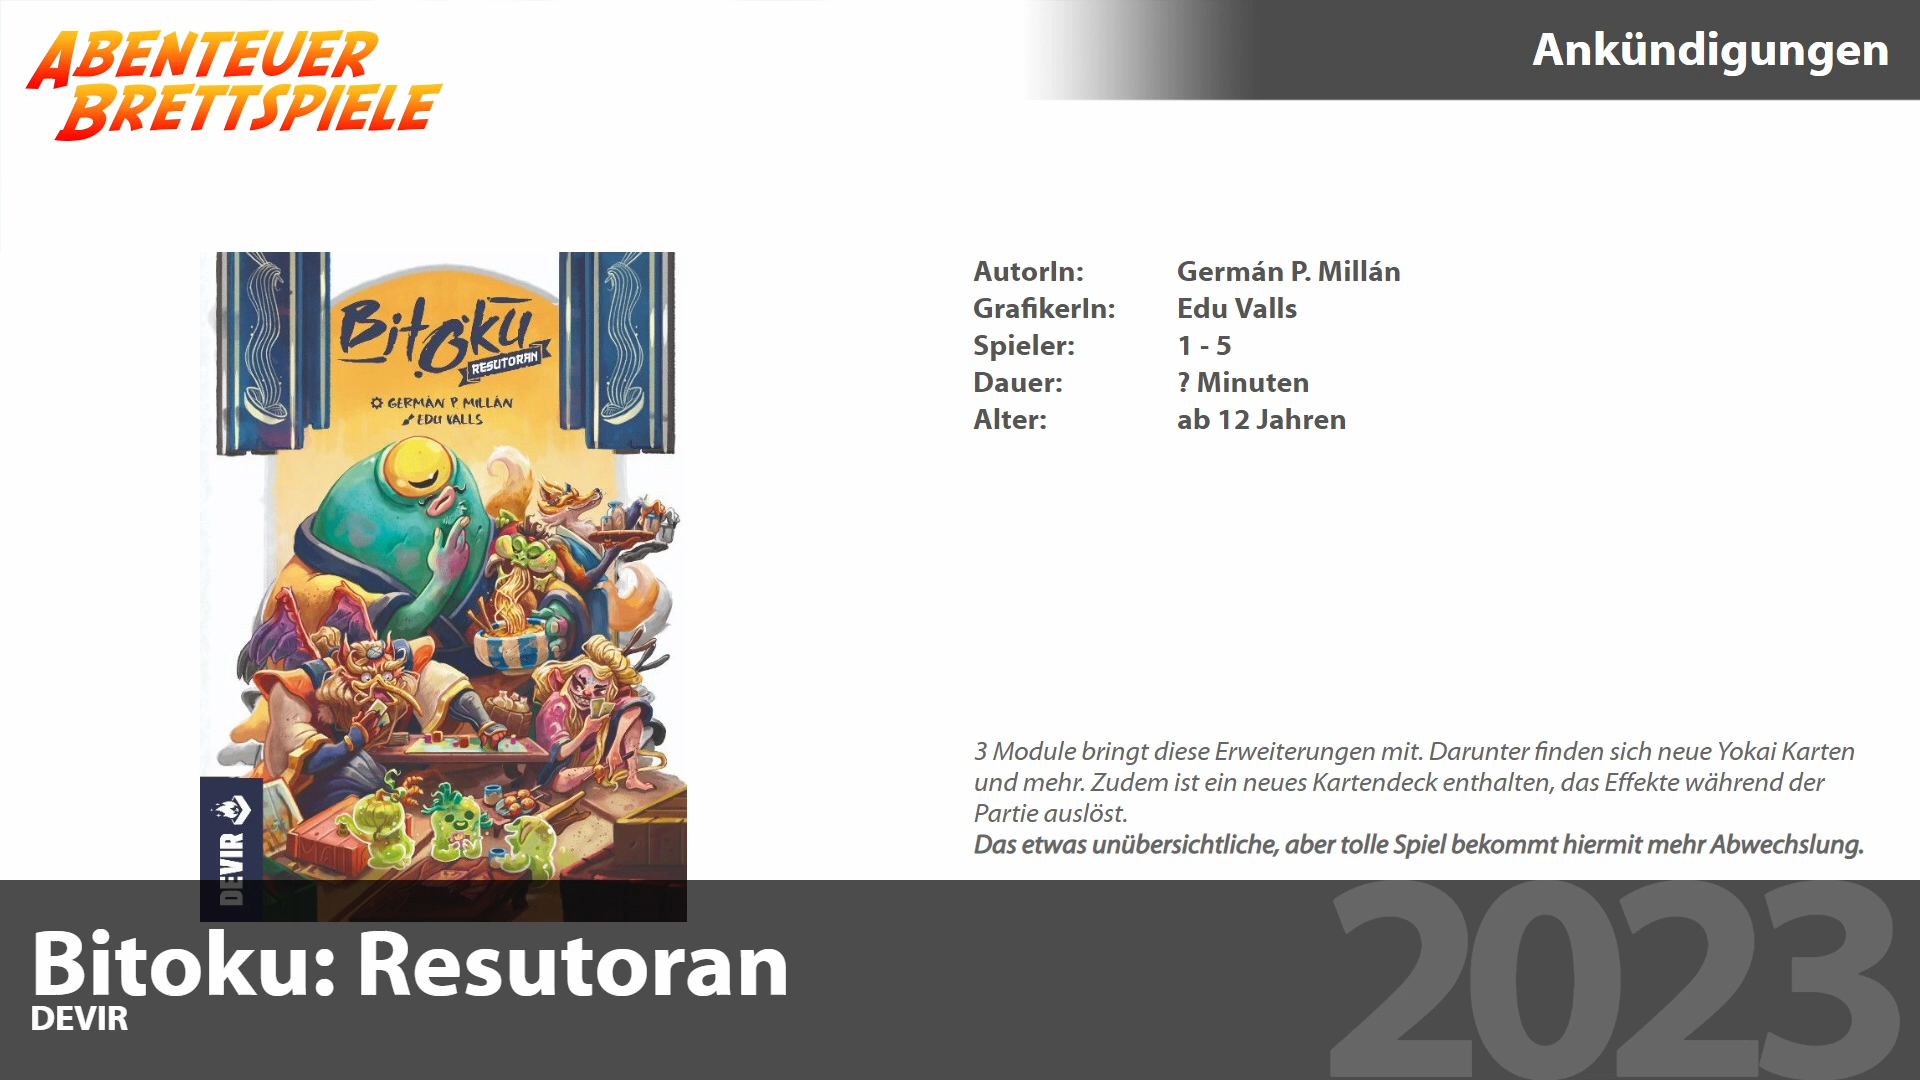 ABENTEUER
BRETTSPIELE
Ankündigungen
Bitokū
RESUTORAN
GERMÁN P. MILLÁN
EDU VALLS
DEVIR
AutorIn: Germán P. Millán
GrafikerIn: Edu Valls
Spieler: 1 - 5
Dauer: ? Minuten
Alter: ab 12 Jahren
3 Module bringt diese Erweiterungen mit. Darunter finden sich neue Yokai Karten
und mehr. Zudem ist ein neues Kartendeck enthalten, das Effekte während der
Partie auslöst.
Das etwas unübersichtliche, aber tolle Spiel bekommt hiermit mehr Abwechslung.
Bitoku: Resutoran
DEVIR
2023